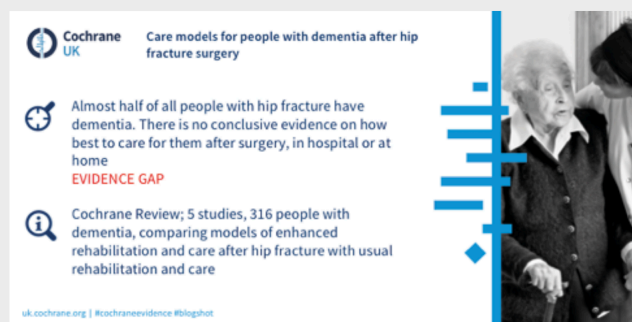 Cochrane
UK
Care models for people with dementia after hip
fracture surgery
Almost half of all people with hip fracture have
dementia. There is no conclusive evidence on how
best to care for them after surgery, in hospital or at
home
EVIDENCE GAP
Cochrane Review; 5 studies, 316 people with
dementia, comparing models of enhanced
rehabilitation and care after hip fracture with usual
rehabilitation and care
uk.cochrane.org | #cochraneevidence #blogshot